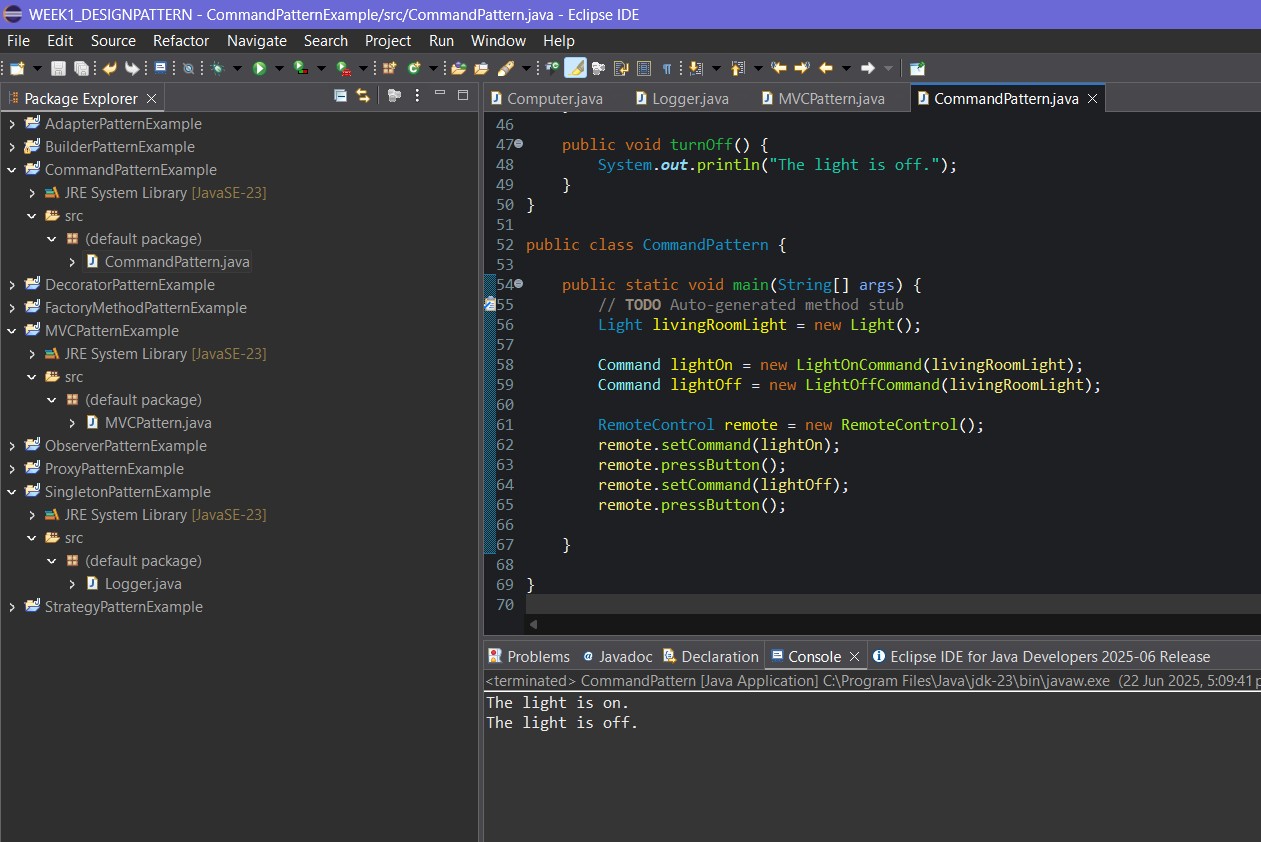 WEEK1_DESIGNPATTERN - CommandPatternExample/src/CommandPattern.java - Eclipse IDE
File Edit Source Refactor Navigate Search Project Run Window Help
Package Explorer
AdapterPatternExample
BuilderPatternExample
CommandPatternExample
JRE System Library [JavaSE-23]
src
(default package)
CommandPattern.java
DecoratorPatternExample
FactoryMethodPatternExample
MVCPatternExample
JRE System Library [JavaSE-23]
src
(default package)
MVCPattern.java
ObserverPatternExample
ProxyPatternExample
SingletonPatternExample
JRE System Library [JavaSE-23]
src
(default package)
Logger.java
StrategyPatternExample
Computer.java Logger.java MVCPattern.java CommandPattern.java
46
47 public void turnOff() {
48 System.out.println("The light is off.");
49 }
50 }
51
52 public class CommandPattern {
53
54 public static void main(String[] args) {
55 // TODO Auto-generated method stub
56 Light livingRoomLight = new Light();
57
58 Command lightOn = new LightOnCommand(livingRoomLight);
59 Command lightOff = new LightOffCommand(livingRoomLight);
60
61 RemoteControl remote = new RemoteControl();
62 remote.setCommand(lightOn);
63 remote.pressButton();
64 remote.setCommand(lightOff);
65 remote.pressButton();
66
67 }
68
69 }
70
Problems Javadoc Declaration Console Eclipse IDE for Java Developers 2025-06 Release
<terminated> CommandPattern [Java Application] C:\Program Files\Java\jdk-23\bin\javaw.exe (22 Jun 2025, 5:09:41 p
The light is on.
The light is off.